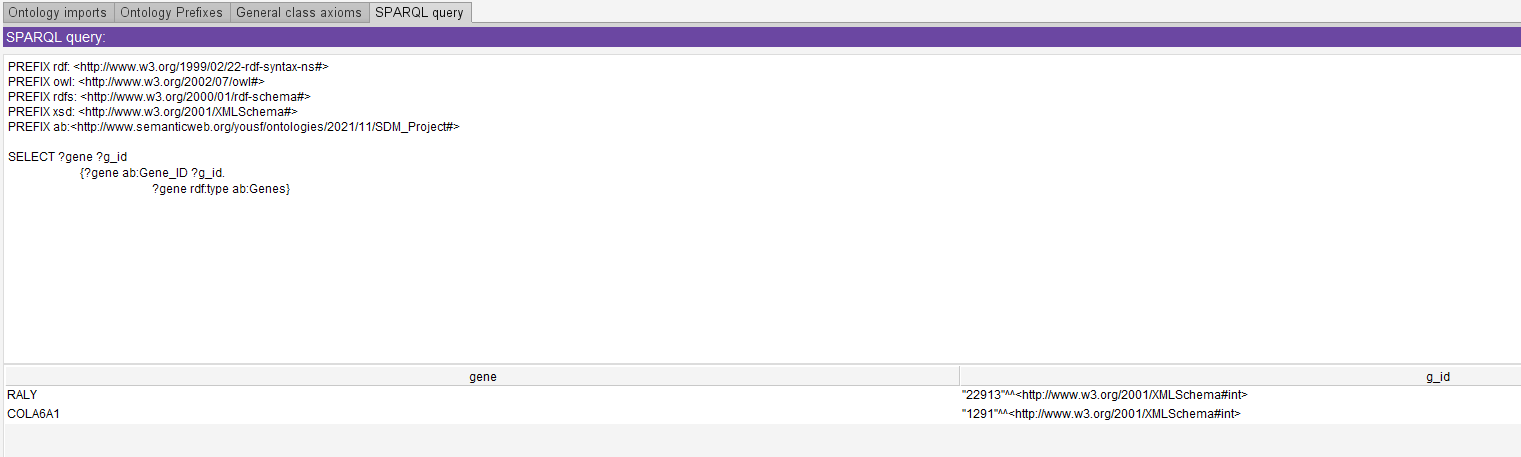 Ontology imports Ontology Prefixes General class axioms SPARQL query
SPARQL query:
PREFIX rdf: <http://www.w3.org/1999/02/22-rdf-syntax-ns#>
PREFIX owl: <http://www.w3.org/2002/07/owl#>
PREFIX rdfs: <http://www.w3.org/2000/01/rdf-schema#>
PREFIX xsd: <http://www.w3.org/2001/XMLSchema#>
PREFIX ab:<http://www.semanticweb.org/yousf/ontologies/2021/11/SDM_Project#>
SELECT ?gene ?g_id
{?gene ab:Gene_ID ?g_id.
?gene rdf:type ab:Genes}
gene g_id
RALY "22913"^^<http://www.w3.org/2001/XMLSchema#int>
COLA6A1 "1291"^^<http://www.w3.org/2001/XMLSchema#int>